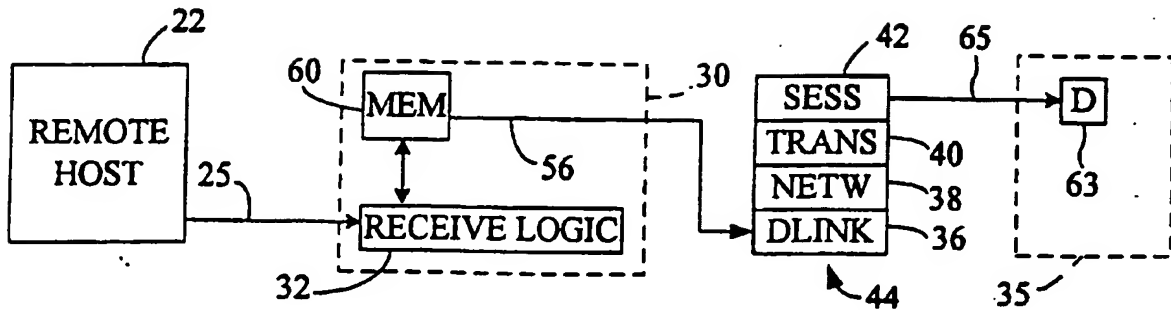 22
REMOTE
HOST
25
60
MEM
30
56
RECEIVE LOGIC
32
42
SESS
TRANS
40
NETW
38
DLINK
36
44
65
D
63
35